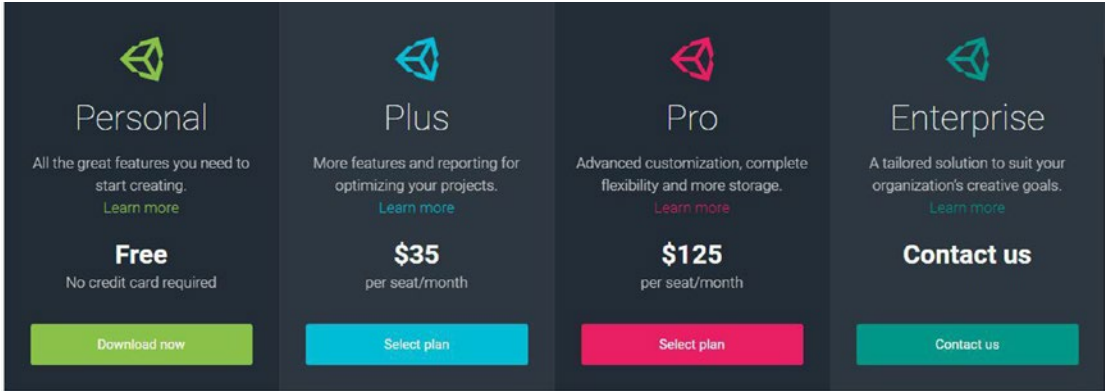 Personal
All the great features you need to
start creating.
Learn more
Free
No credit card required
Download now
Plus
More features and reporting for
optimizing your projects.
Learn more
$35
per seat/month
Select plan
Pro
Advanced customization, complete
flexibility and more storage.
Learn more
$125
per seat/month
Select plan
Enterprise
A tailored solution to suit your
organization's creative goals.
Learn more
Contact us
Contact us